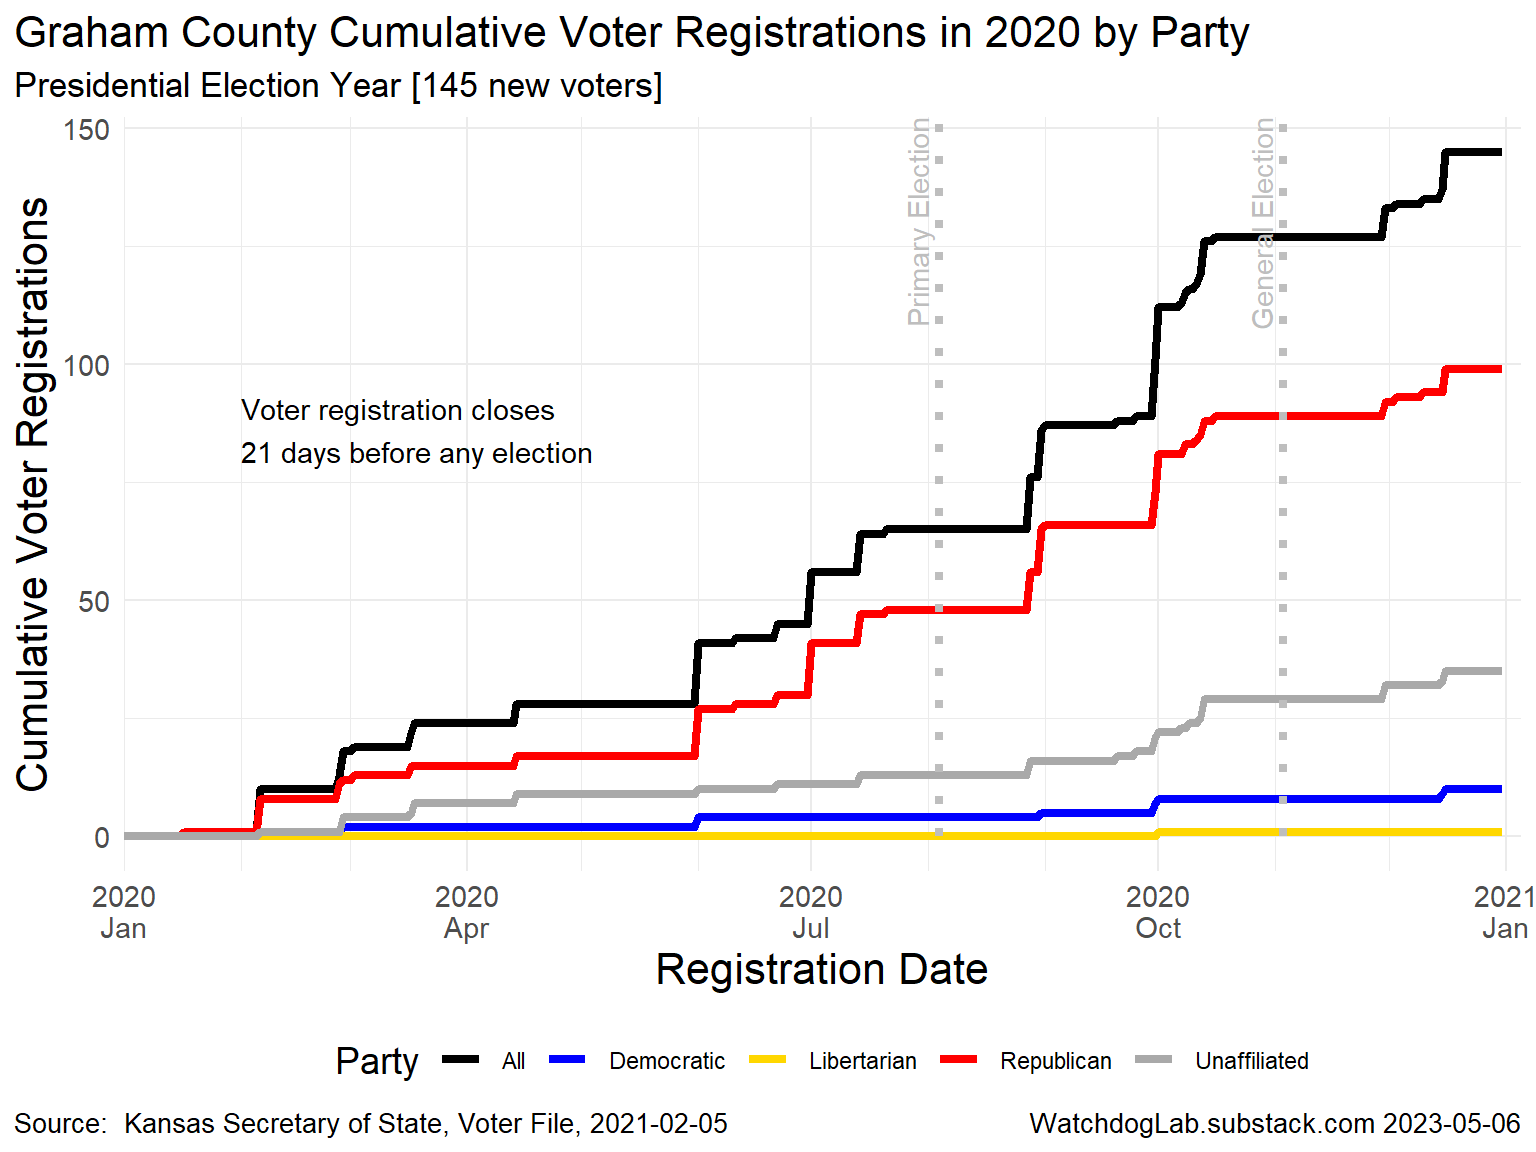 Graham County Cumulative Voter Registrations in 2020 by Party
Presidential Election Year [145 new voters]
Cumulative Voter Registrations
150
100
50
0
Primary Election
General Election
Voter registration closes
21 days before any election
2020 2020 2020 2020 2021
Jan Apr Jul Oct Jan
Registration Date
Party All Democratic Libertarian Republican Unaffiliated
Source:  Kansas Secretary of State, Voter File, 2021-02-05
WatchdogLab.substack.com 2023-05-06